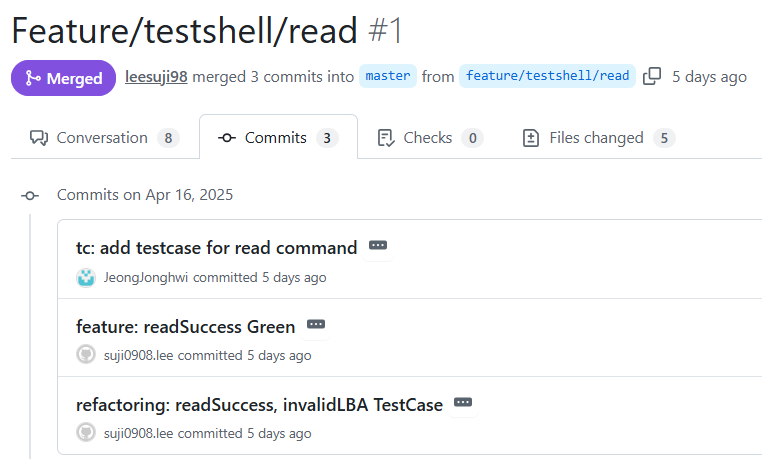 Feature/testshell/read #1
Merged leesuji98 merged 3 commits into master from feature/testshell/read 5 days ago
Conversation 8 Commits 3 Checks 0 Files changed 5
Commits on Apr 16, 2025
tc: add testcase for read command
JeongJonghwi committed 5 days ago
feature: readSuccess Green
suji0908.lee committed 5 days ago
refactoring: readSuccess, invalidLBA TestCase
suji0908.lee committed 5 days ago